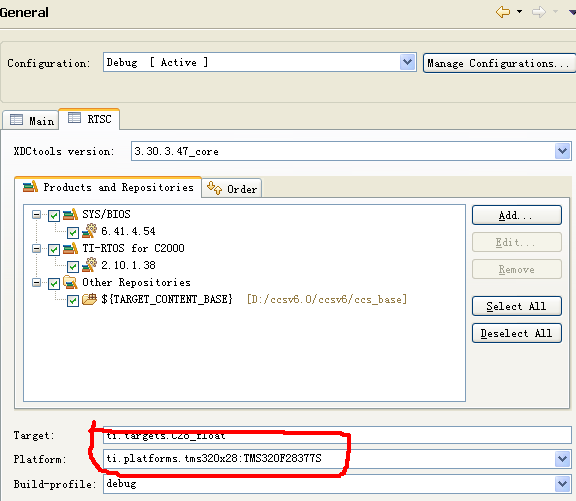 General
Configuration: Debug [ Active ] Manage Configurations...
Main RTSC
XDCtools version: 3.30.3.47_core
Products and Repositories Order
SYS/BIOS
6.41.4.54
TI-RTOS for C2000
2.10.1.38
Other Repositories
${TARGET_CONTENT_BASE} [D:/ccsv6.0/ccsv6/ccs_base]
Add...
Edit...
Remove
Select All
Deselect All
Target: ti.targets.C28_float
Platform: ti.platforms.tms320x28:TMS320F28377S
Build-profile: debug